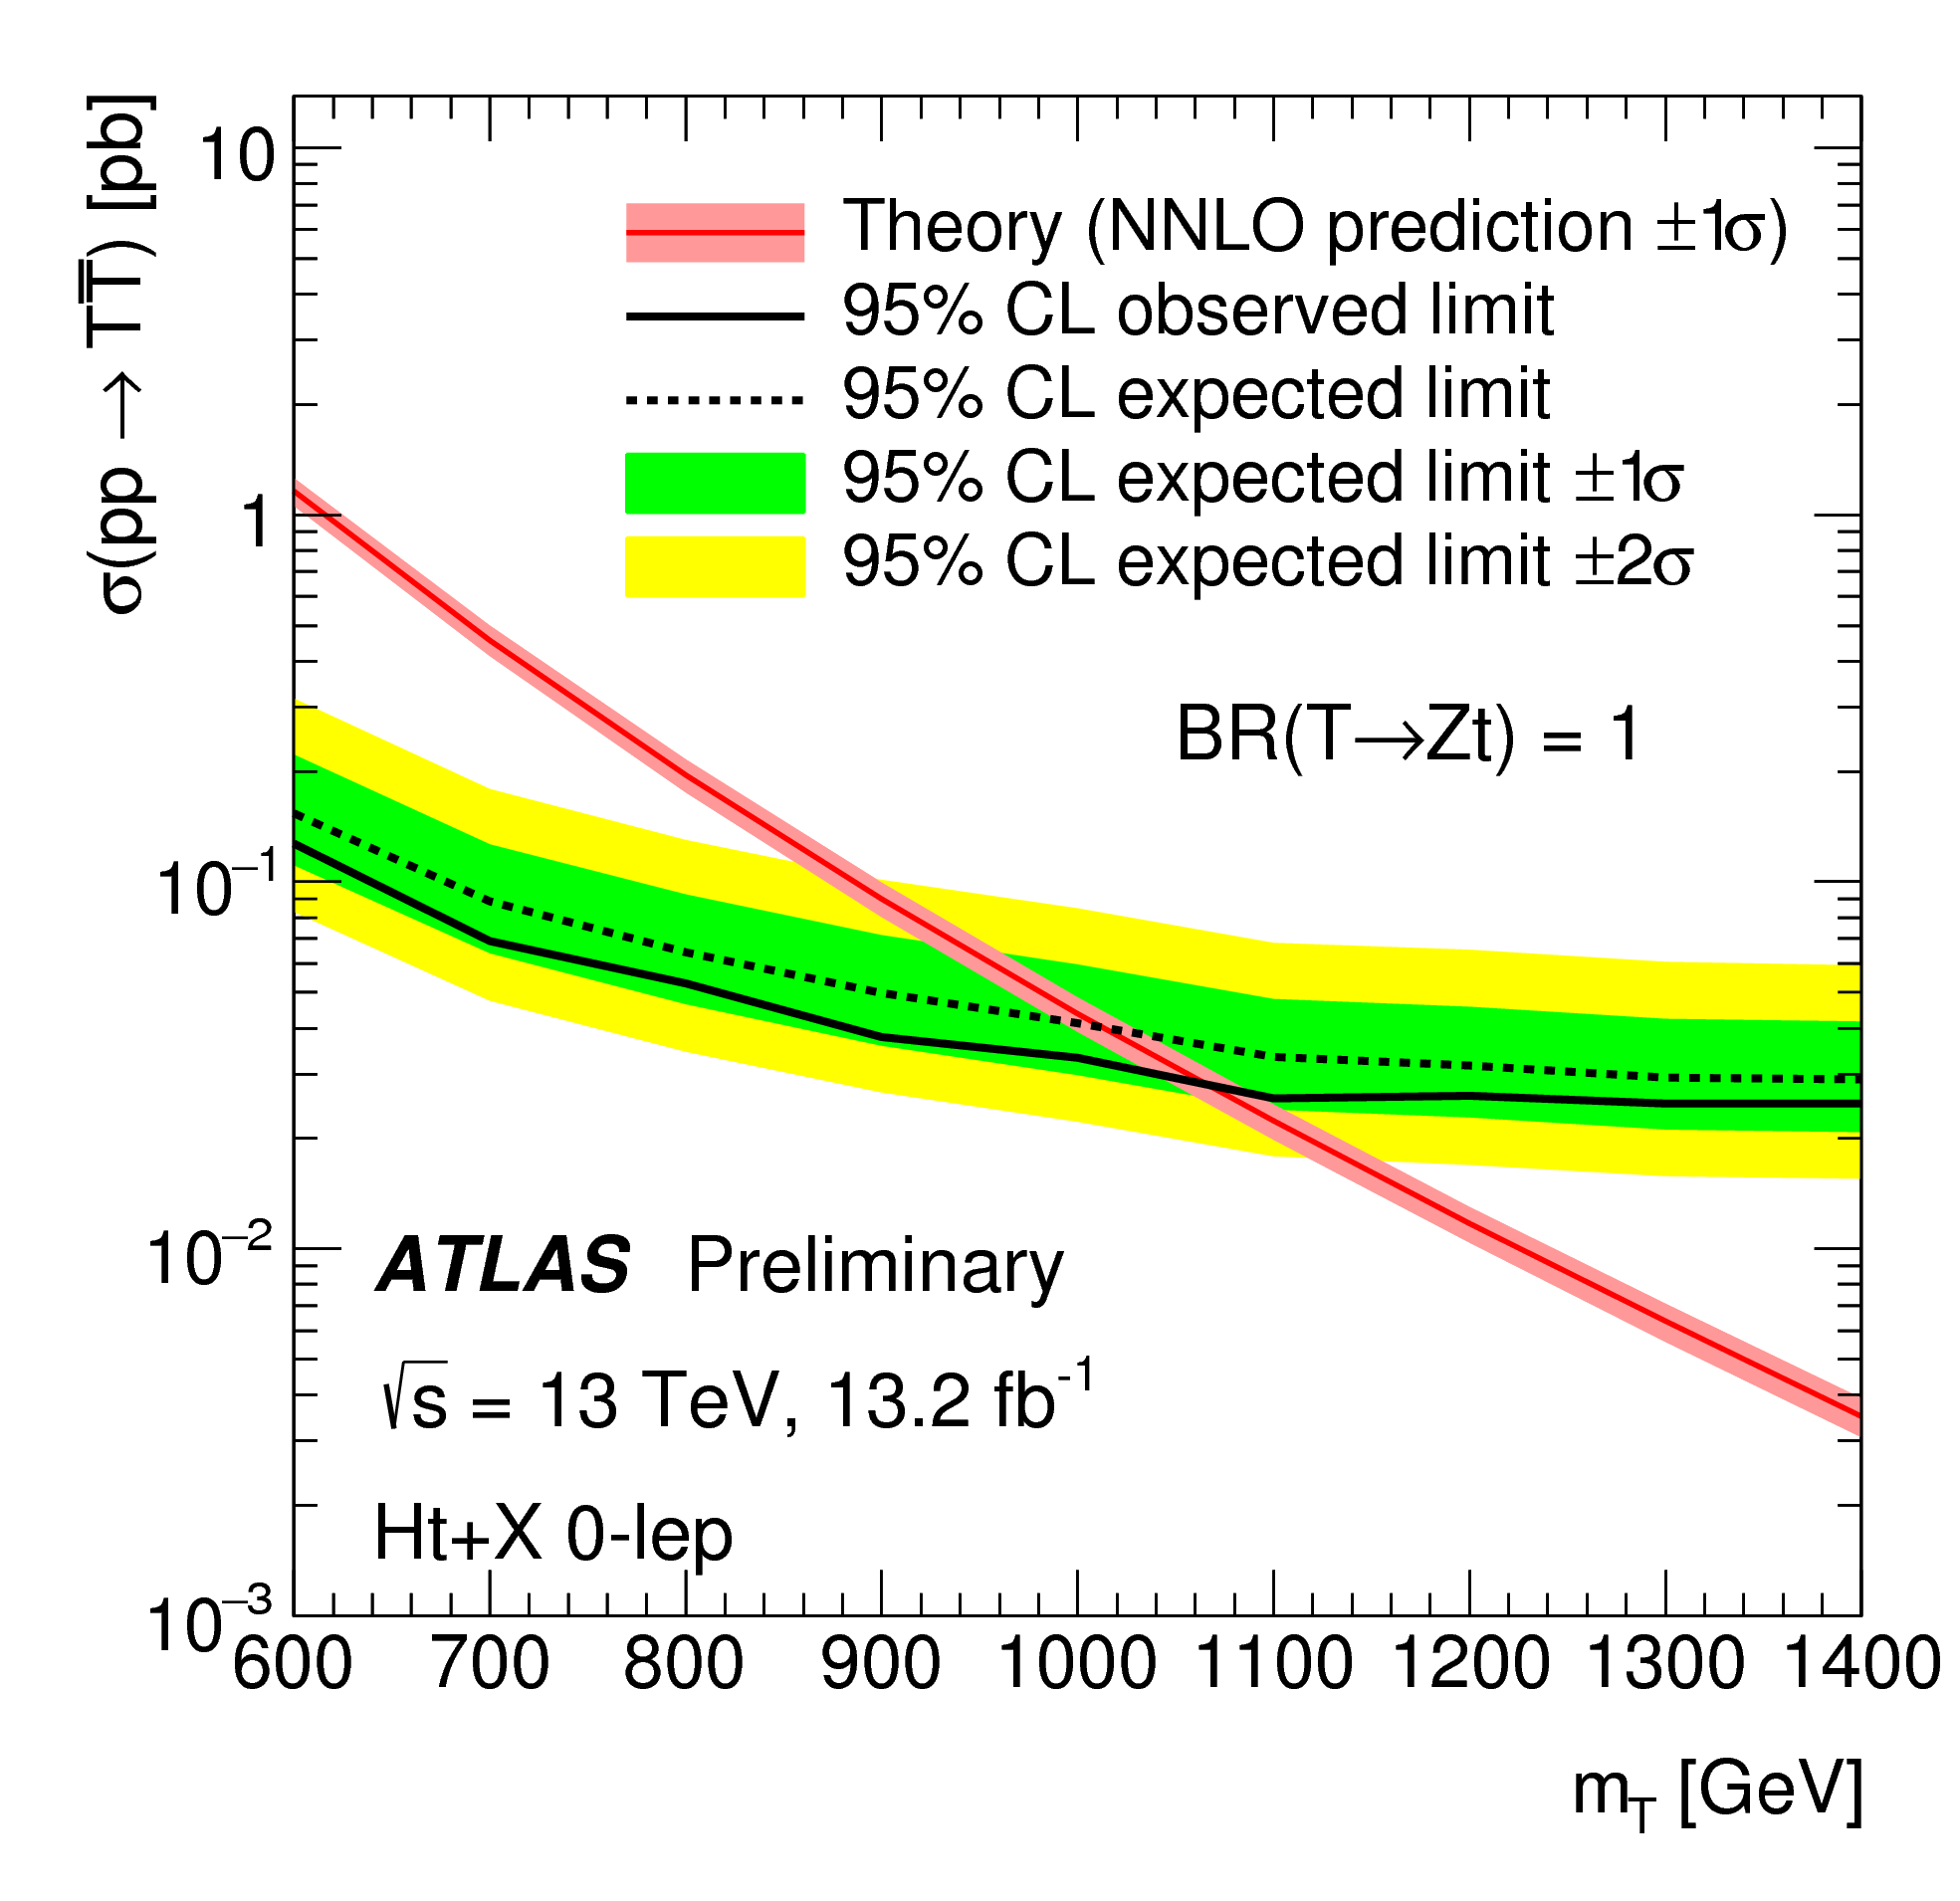 σ(pp → TT̅) [pb]
10
1
10⁻¹
10⁻²
10⁻³
Theory (NNLO prediction ±1σ)
95% CL observed limit
95% CL expected limit
95% CL expected limit ±1σ
95% CL expected limit ±2σ
BR(T→Zt) = 1
ATLAS Preliminary
√s = 13 TeV, 13.2 fb⁻¹
Ht+X 0-lep
600 700 800 900 1000 1100 1200 1300 1400
m_T [GeV]